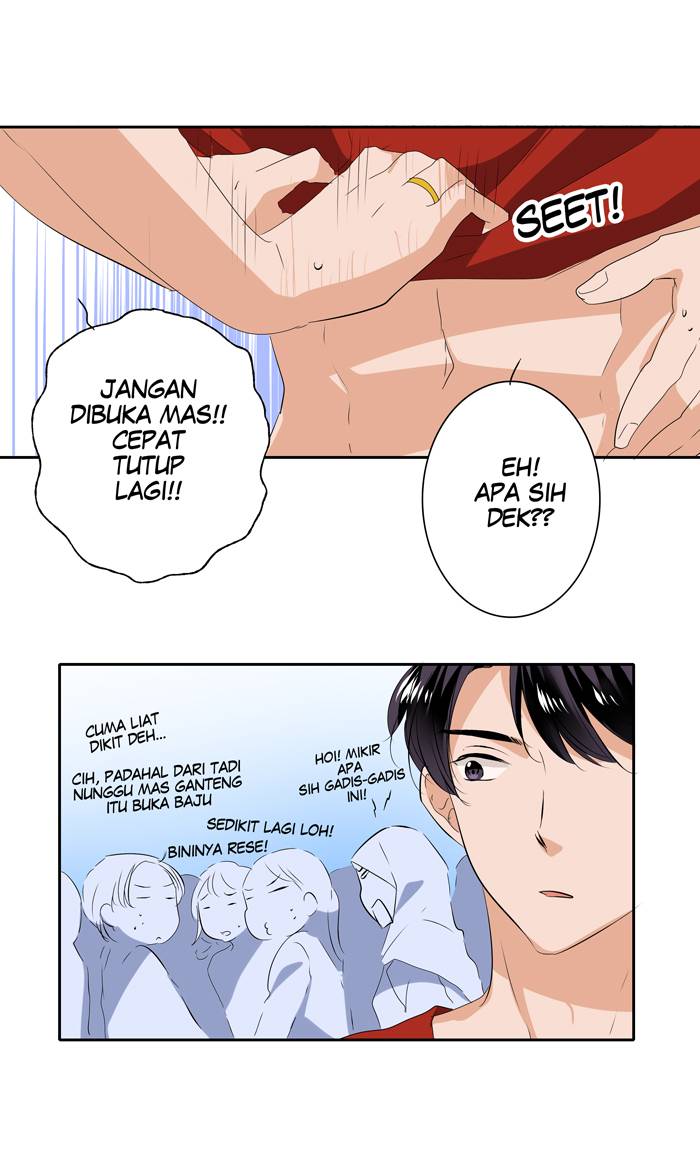 SEET!
JANGAN
DIBUKA MAS!!
CEPAT
TUTUP
LAGI!!
EH!
APA SIH
DEK??
CUMA LIAT
DIKIT DEH...
CIH, PADAHAL DARI TADI
NUNGGU MAS GANTENG
ITU BUKA BAJU
SEDIKIT LAGI LOH!
BININYA RESE!
HOI! MIKIR
APA
SIH GADIS-GADIS
INI!